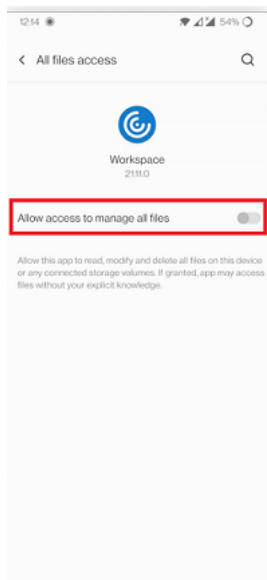 12:14 54%
All files access
Workspace
21.11.0
Allow access to manage all files
Allow this app to read, modify and delete all files on this device
or any connected storage volumes. If granted, app may access
files without your explicit knowledge.